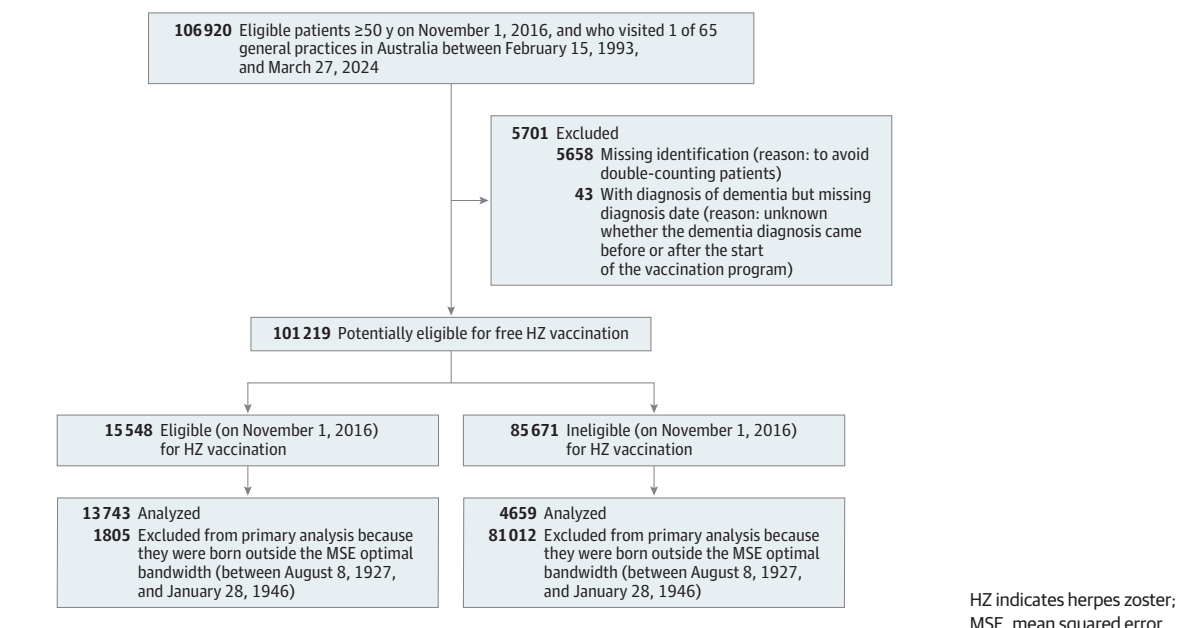 106920 Eligible patients ≥50 y on November 1, 2016, and who visited 1 of 65
general practices in Australia between February 15, 1993,
and March 27, 2024
5701 Excluded
5658 Missing identification (reason: to avoid
double-counting patients)
43 With diagnosis of dementia but missing
diagnosis date (reason: unknown
whether the dementia diagnosis came
before or after the start
of the vaccination program)
101219 Potentially eligible for free HZ vaccination
15548 Eligible (on November 1, 2016)
for HZ vaccination
85671 Ineligible (on November 1, 2016)
for HZ vaccination
13743 Analyzed
1805 Excluded from primary analysis because
they were born outside the MSE optimal
bandwidth (between August 8, 1927,
and January 28, 1946)
4659 Analyzed
81012 Excluded from primary analysis because
they were born outside the MSE optimal
bandwidth (between August 8, 1927,
and January 28, 1946)
HZ indicates herpes zoster;
MSE, mean squared error